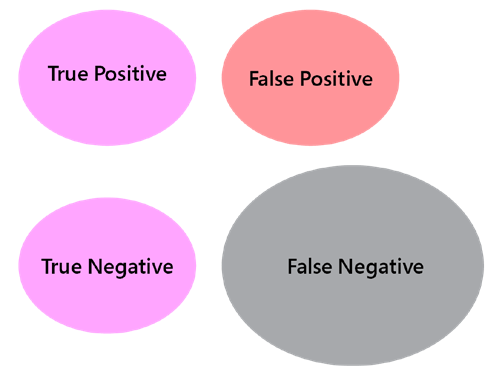 True Positive
False Positive
True Negative
False Negative